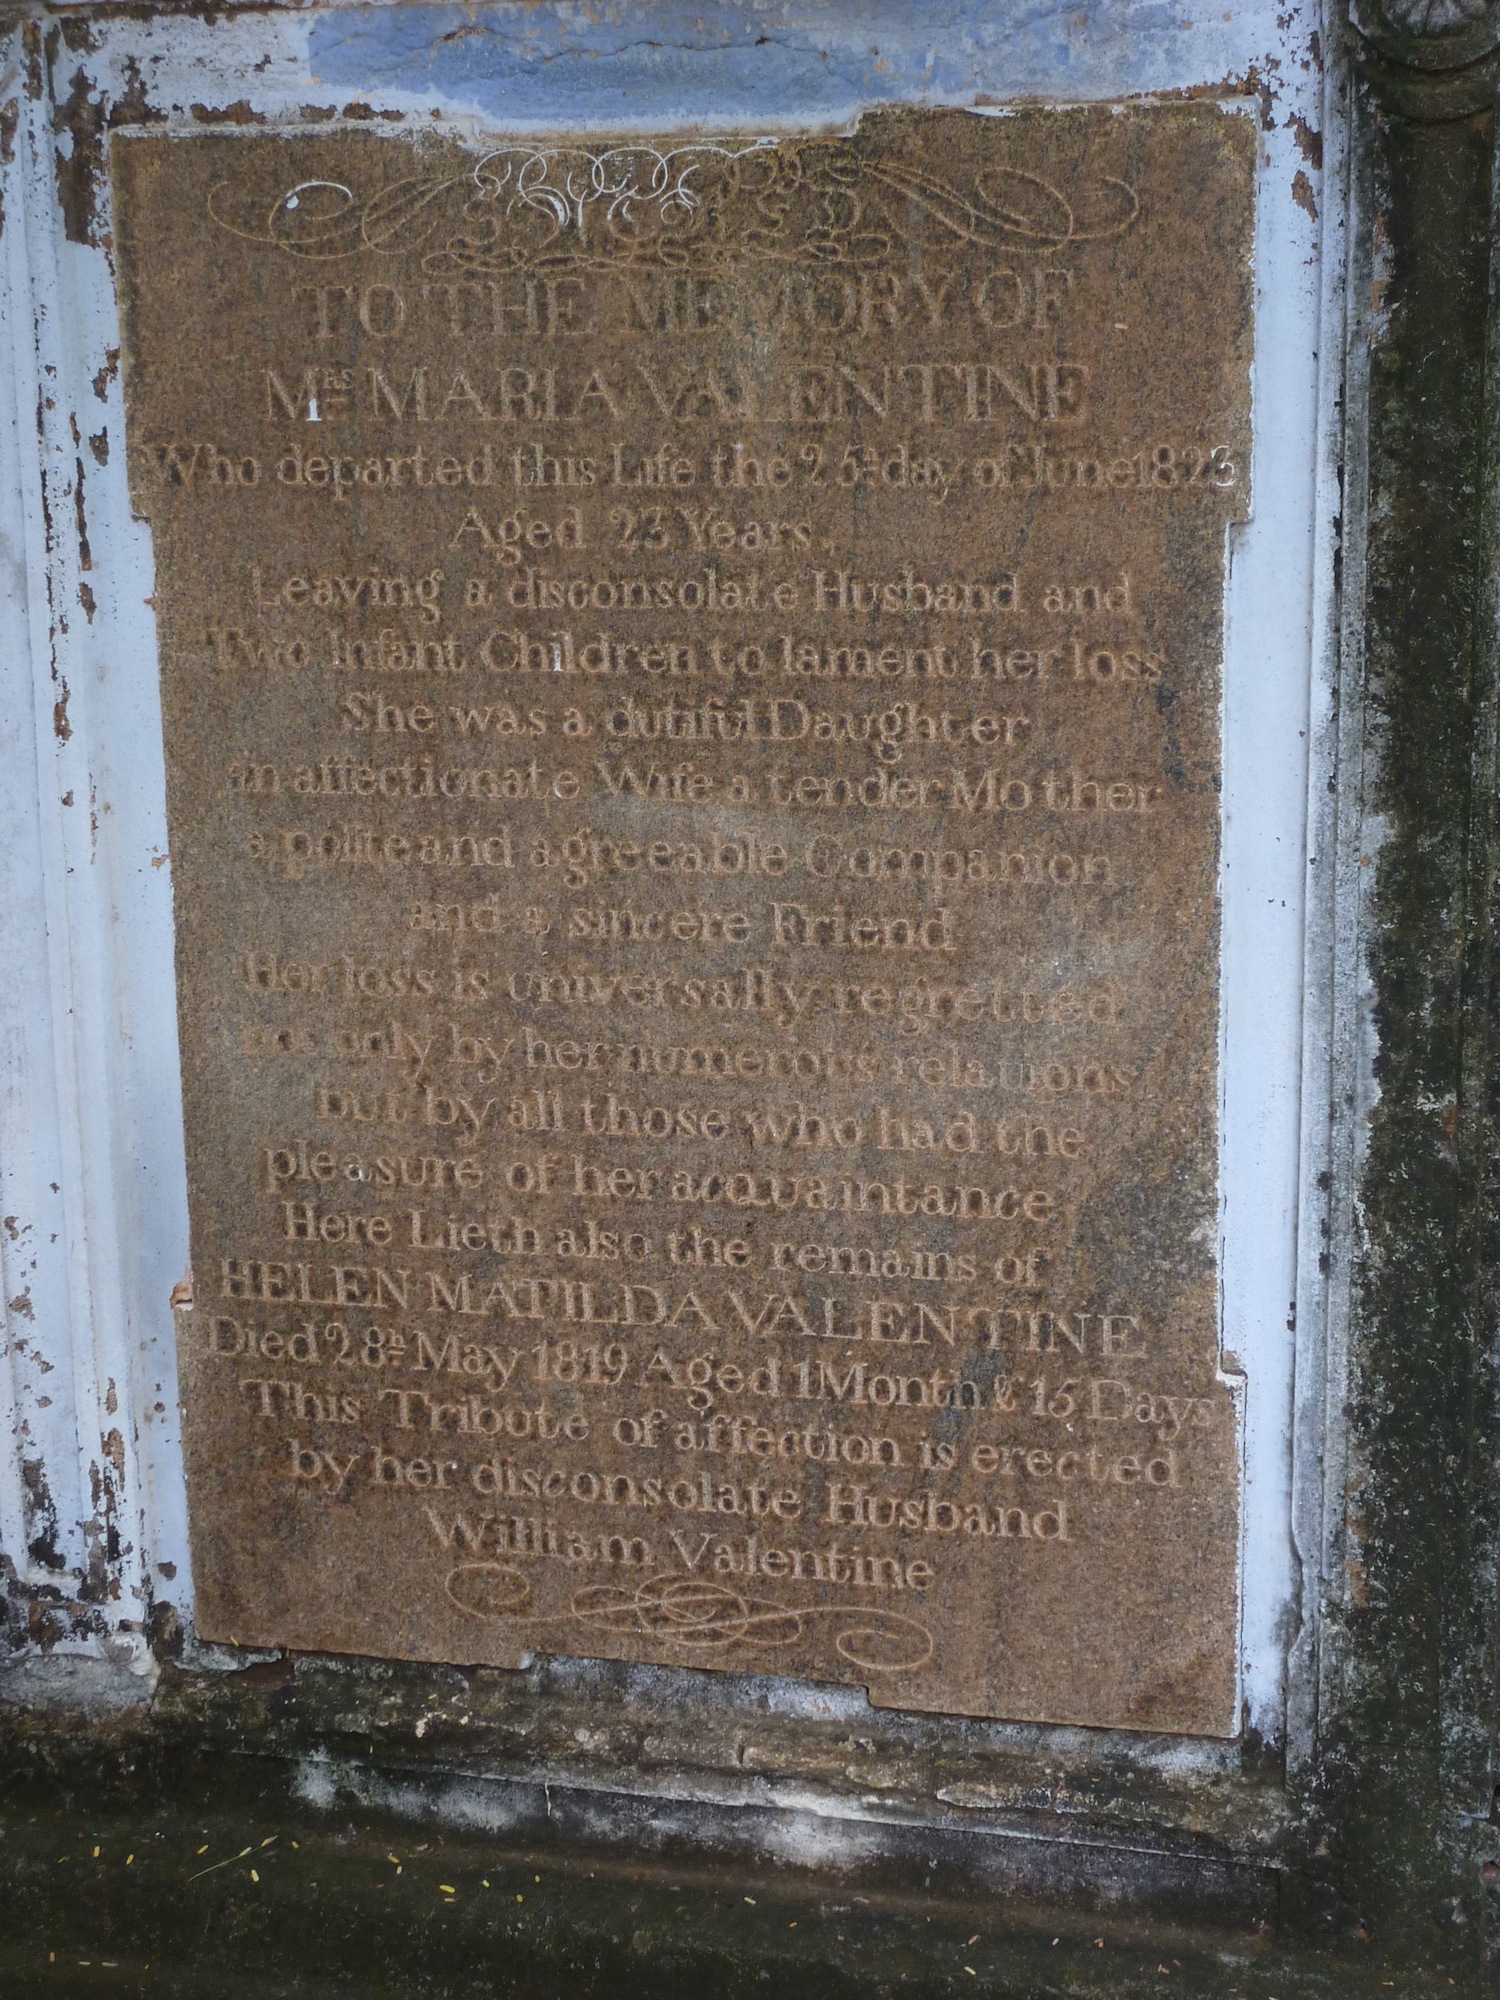 SACRED
TO THE MEMORY OF
MRS MARIA VALENTINE
Who departed this Life the 25th day of June 1823
Aged 23 Years.
Leaving a disconsolate Husband and
Two Infant Children to lament her loss
She was a dutiful Daughter
an affectionate Wife a tender Mother
a polite and agreeable Companion
and a sincere Friend
Her loss is universally regretted
not only by her numerous relations
but by all those who had the
pleasure of her acquaintance
Here Lieth also the remains of
HELEN MATILDA VALENTINE
Died 28th May 1819 Aged 1 Month & 15 Days
This Tribute of affection is erected
by her disconsolate Husband
William Valentine